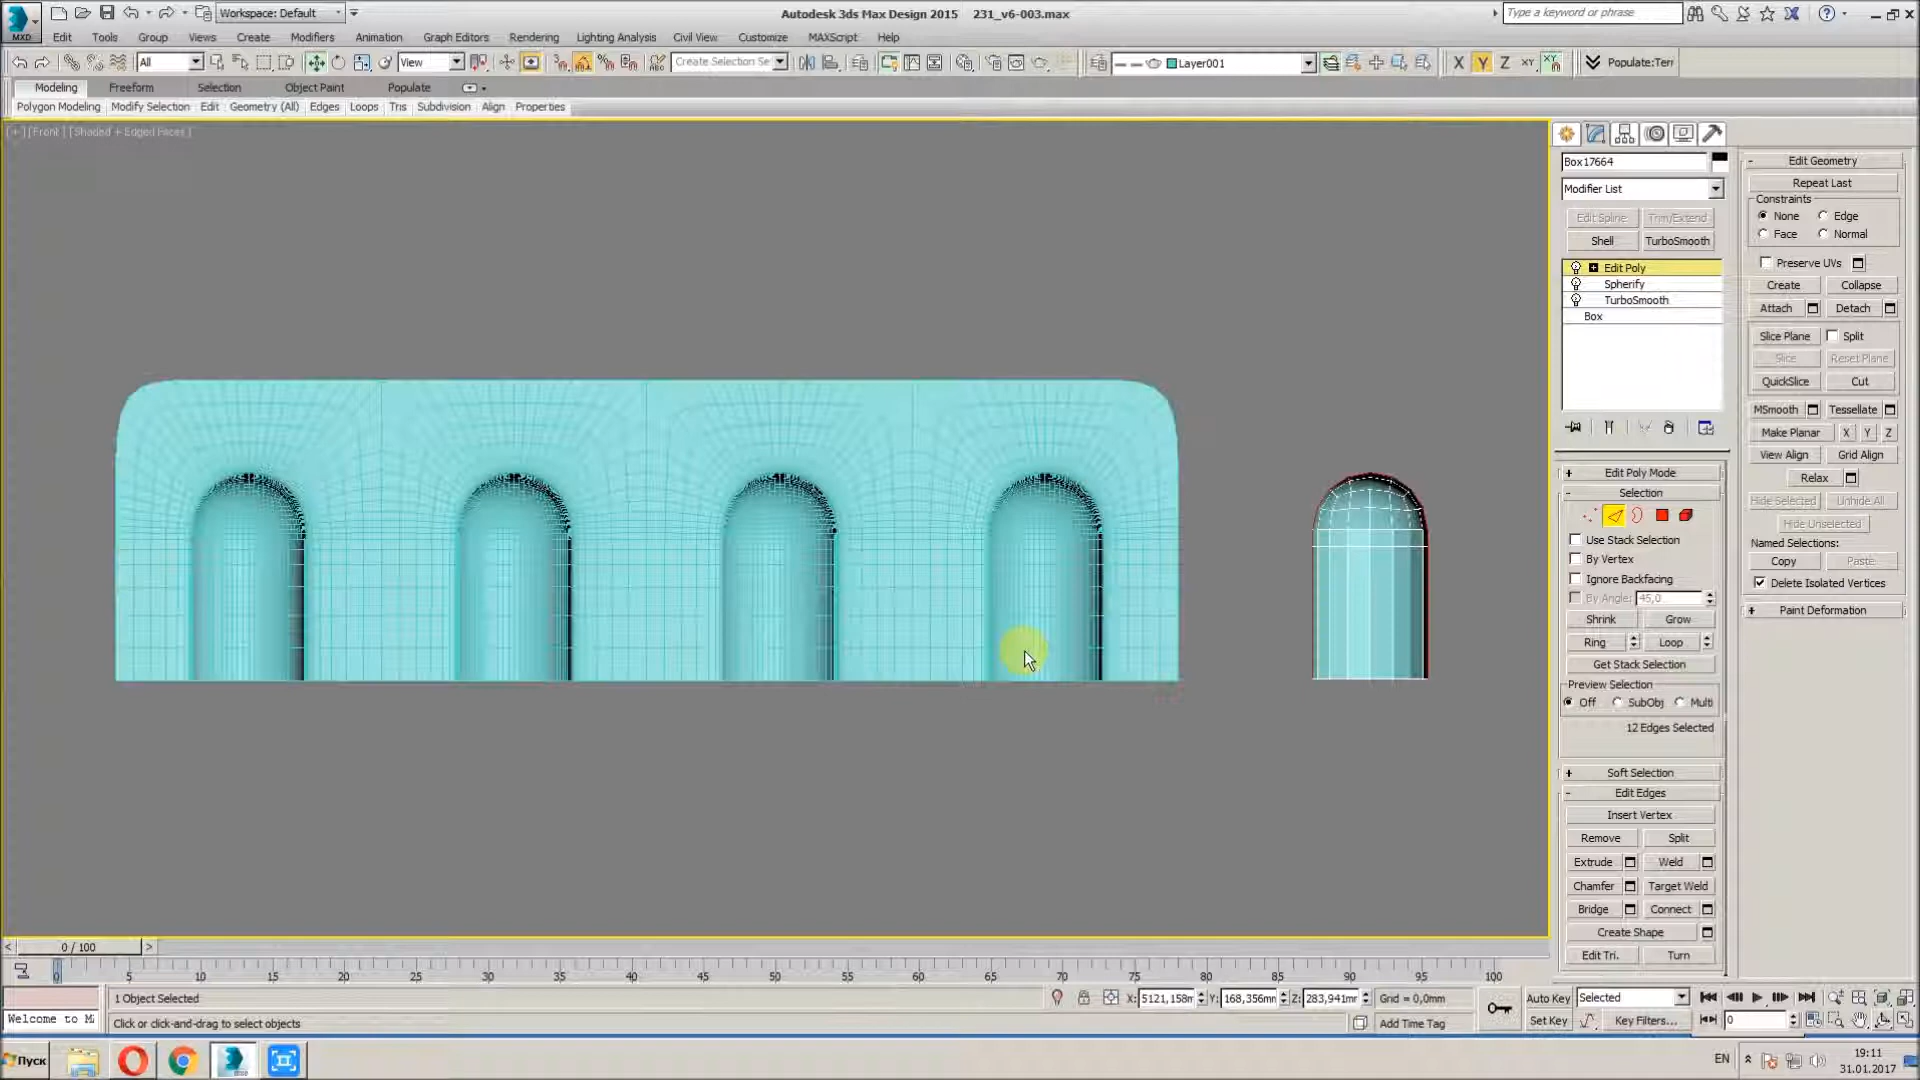 Workspace: Default
Autodesk 3ds Max Design 2015    231_v6-003.max
Type a keyword or phrase
MXD
Edit Tools Group Views Create Modifiers Animation Graph Editors Rendering Lighting Analysis Civil View Customize MAXScript Help
All View Create Selection Se Layer001 X Y Z XY Populate:Terr
Modeling Freeform Selection Object Paint Populate
Polygon Modeling Modify Selection Edit Geometry (All) Edges Loops Tris Subdivision Align Properties
[+] [Front] [Shaded + Edged Faces]
Box17664
Modifier List
Edit Spline Trim/Extend
Shell TurboSmooth
Edit Poly
Spherify
TurboSmooth
Box
+ Edit Poly Mode
- Selection
Use Stack Selection
By Vertex
Ignore Backfacing
By Angle: 45,0
Shrink Grow
Ring Loop
Get Stack Selection
Preview Selection
Off SubObj Multi
12 Edges Selected
+ Soft Selection
- Edit Edges
Insert Vertex
Remove Split
Extrude Weld
Chamfer Target Weld
Bridge Connect
Create Shape
Edit Tri. Turn
- Edit Geometry
Repeat Last
Constraints
None Edge
Face Normal
Preserve UVs
Create Collapse
Attach Detach
Slice Plane Split
Slice Reset Plane
QuickSlice Cut
MSmooth Tessellate
Make Planar X Y Z
View Align Grid Align
Relax
Hide Selected Unhide All
Hide Unselected
Named Selections:
Copy Paste
Delete Isolated Vertices
+ Paint Deformation
< 0 / 100 >
0 5 10 15 20 25 30 35 40 45 50 55 60 65 70 75 80 85 90 95 100
1 Object Selected X: 5121,158m Y: 168,356mm Z: 283,941mm Grid = 0,0mm Auto Key Selected
Welcome to M Click or click-and-drag to select objects Add Time Tag Set Key Key Filters... 0
Пуск EN 19:11
31.01.2017